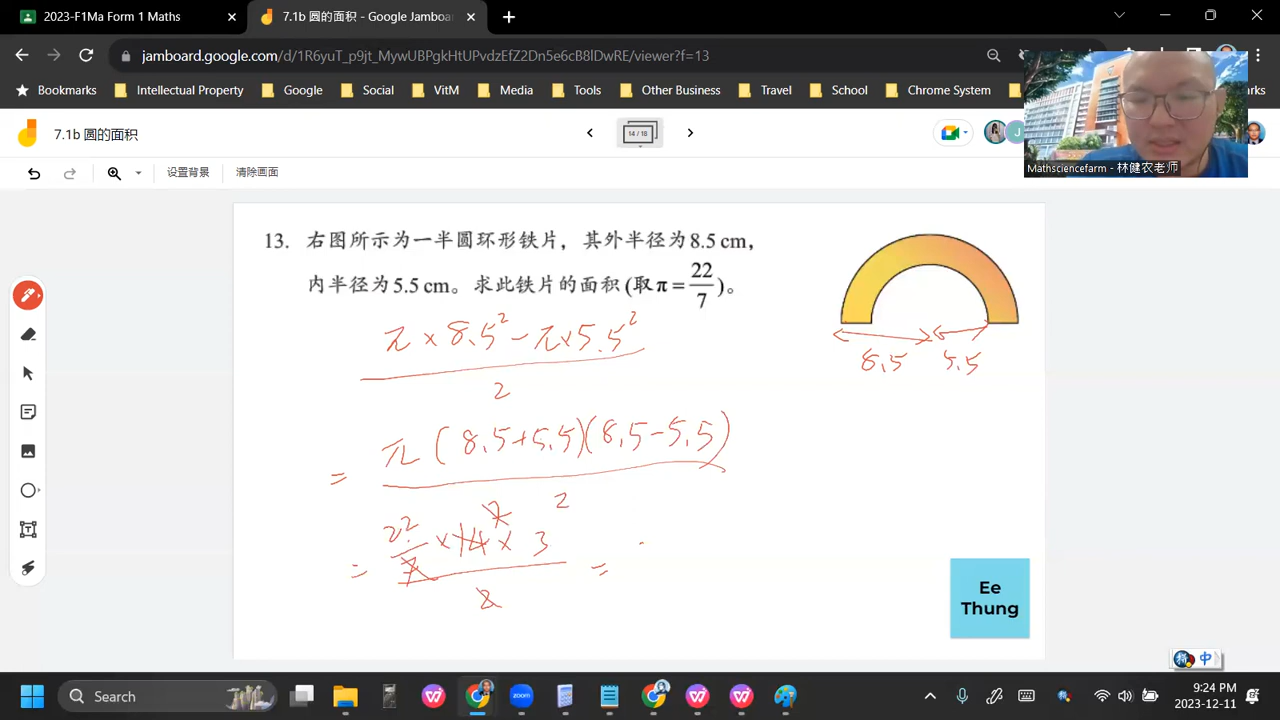 2023-F1Ma Form 1 Maths
7.1b 圆的面积 - Google Jamboard
jamboard.google.com/d/1R6yuT_p9jt_MywUBPgkHtUPvdzEfZ2Dn5e6cB8lDwRE/viewer?f=13
Bookmarks Intellectual Property Google Social VitM Media Tools Other Business Travel School Chrome System
7.1b 圆的面积
14 / 18
J
Mathsciencefarm - 林健农老师
设置背景 清除画面
13. 右图所示为一半圆环形铁片，其外半径为8.5 cm，
内半径为5.5 cm。求此铁片的面积 (取 π = 22/7)。
8.5 5.5
π × 8.5² − π × 5.5²
2
= π ( 8.5+5.5)(8.5−5.5)
2
= 22/7 × 14 × 3 =
2
Ee
Thung
中
Search
9:24 PM
2023-12-11